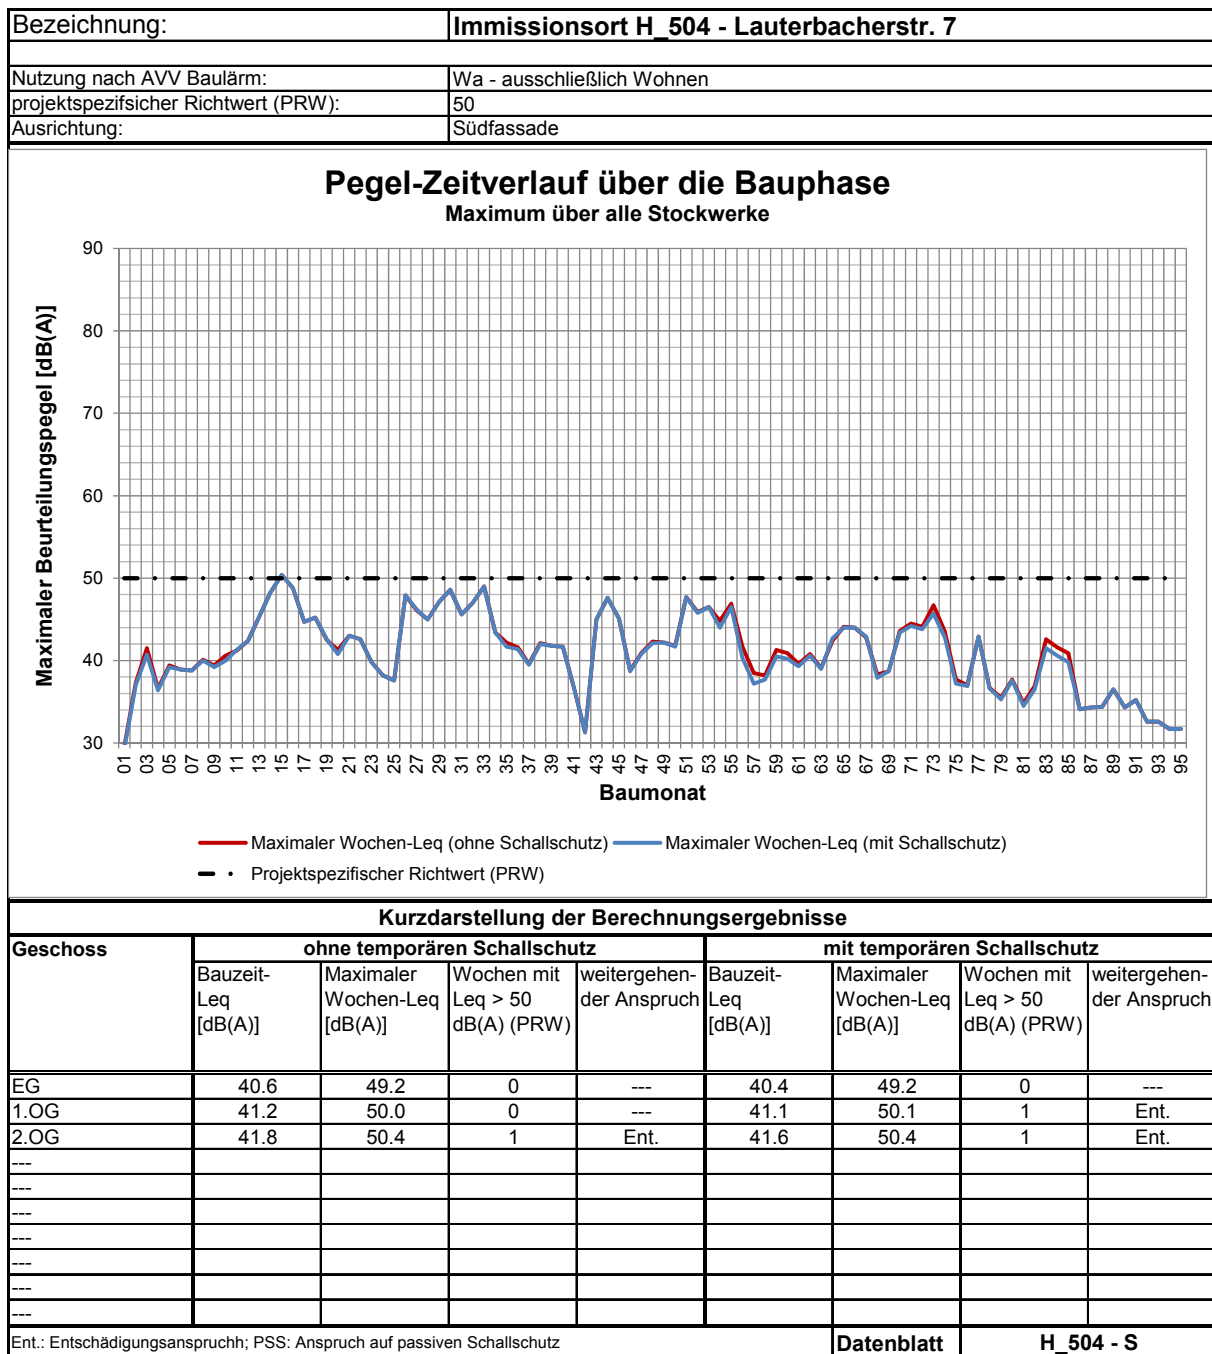 Bezeichnung: Immissionsort H_504 - Lauterbacherstr. 7
Nutzung nach AVV Baulärm: Wa - ausschließlich Wohnen
projektspezifsicher Richtwert (PRW): 50
Ausrichtung: Südfassade
Pegel-Zeitverlauf über die Bauphase
Maximum über alle Stockwerke
Maximaler Beurteilungspegel [dB(A)]
90
80
70
60
50
40
30
01 03 05 07 09 11 13 15 17 19 21 23 25 27 29 31 33 35 37 39 41 43 45 47 49 51 53 55 57 59 61 63 65 67 69 71 73 75 77 79 81 83 85 87 89 91 93 95
Baumonat
Maximaler Wochen-Leq (ohne Schallschutz) Maximaler Wochen-Leq (mit Schallschutz)
Projektspezifischer Richtwert (PRW)
Kurzdarstellung der Berechnungsergebnisse
Geschoss ohne temporären Schallschutz mit temporären Schallschutz
Bauzeit- Maximaler Wochen mit weitergehen- Bauzeit- Maximaler Wochen mit weitergehen-
Leq Wochen-Leq Leq > 50 der Anspruch Leq Wochen-Leq Leq > 50 der Anspruch
[dB(A)] [dB(A)] dB(A) (PRW) [dB(A)] [dB(A)] dB(A) (PRW)
EG 40.6 49.2 0 --- 40.4 49.2 0 ---
1.OG 41.2 50.0 0 --- 41.1 50.1 1 Ent.
2.OG 41.8 50.4 1 Ent. 41.6 50.4 1 Ent.
---
---
---
---
---
---
---
Ent.: Entschädigungsanspruchh; PSS: Anspruch auf passiven Schallschutz Datenblatt H_504 - S